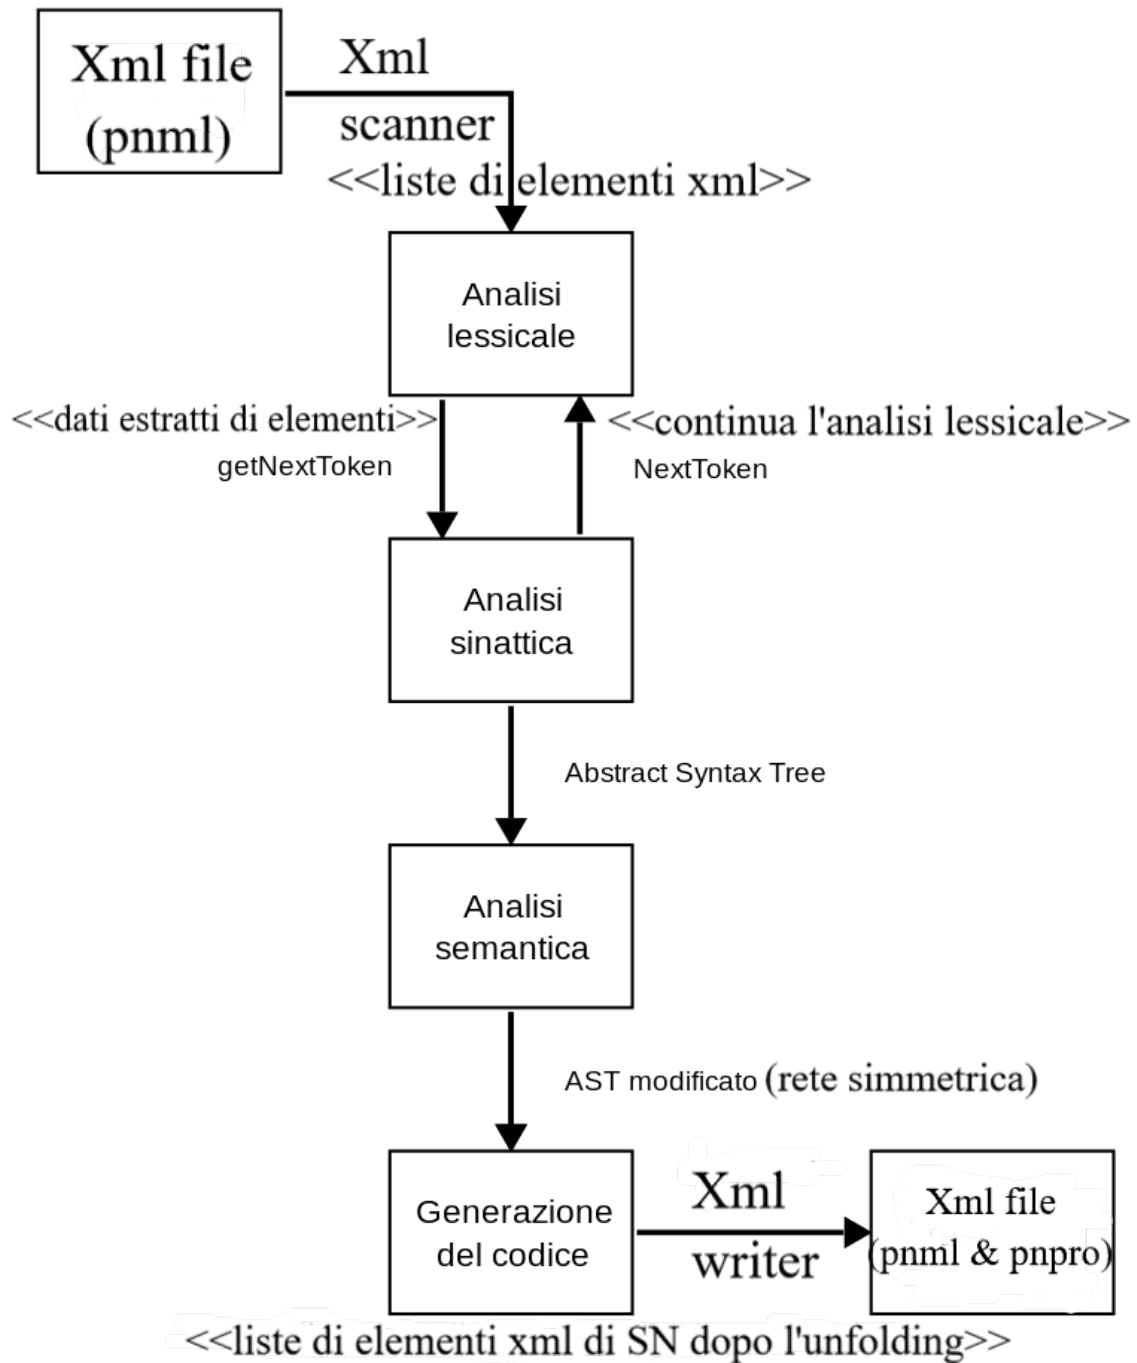 Xml file
(pnml)
Xml
scanner
<<liste di elementi xml>>
Analisi
lessicale
<<dati estratti di elementi>>
getNextToken
<<continua l'analisi lessicale>>
NextToken
Analisi
sinattica
Abstract Syntax Tree
Analisi
semantica
AST modificato (rete simmetrica)
Generazione
del codice
Xml
writer
Xml file
(pnml & pnpro)
<<liste di elementi xml di SN dopo l'unfolding>>